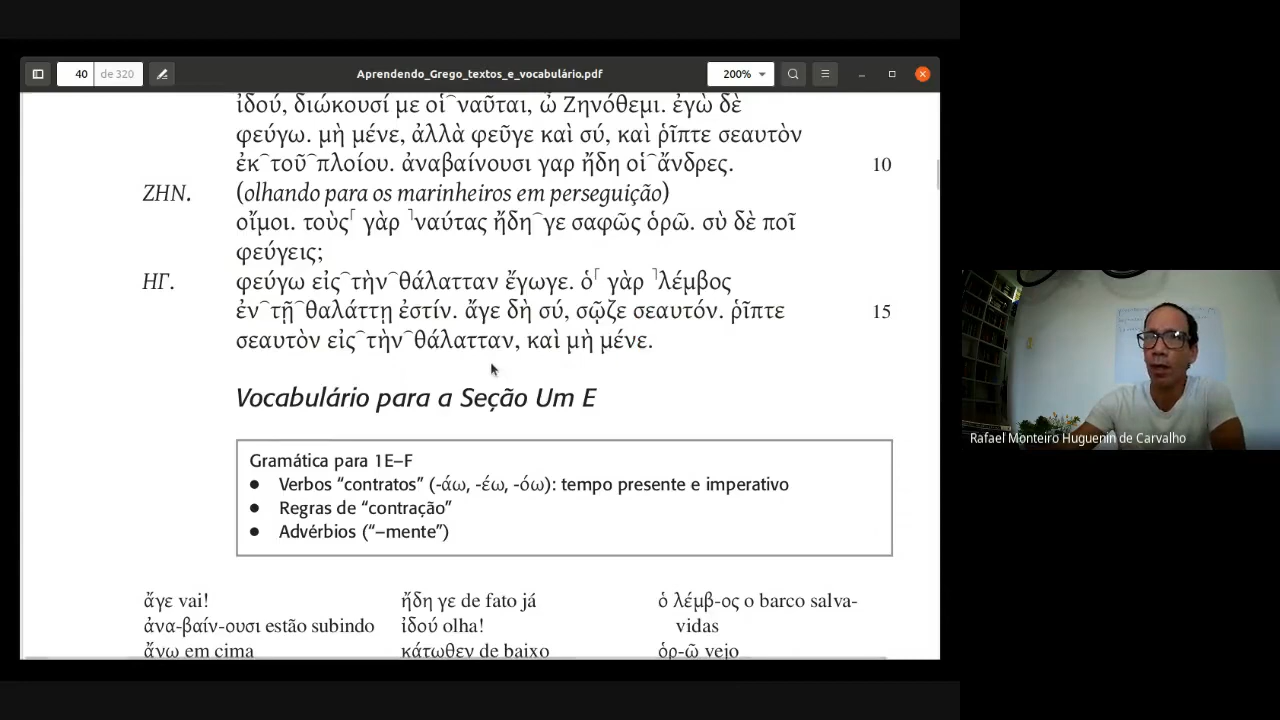 40 de 320 Aprendendo_Grego_textos_e_vocabulário.pdf 200%
ἰδού, διώκουσί με οἱ͡ ναῦται, ὦ Ζηνόθεμι. ἐγὼ δὲ
φεύγω. μὴ μένε, ἀλλὰ φεῦγε καὶ σύ, καὶ ῥῖπτε σεαυτὸν
ἐκ͡ τοῦ͡ πλοίου. ἀναβαίνουσι γαρ ἤδη οἱ͡ ἄνδρες. 10
ΖΗΝ. (olhando para os marinheiros em perseguição)
οἴμοι. τοὺς⌈ γὰρ ⌉ναύτας ἤδη͡ γε σαφῶς ὁρῶ. σὺ δὲ ποῖ
φεύγεις;
ΗΓ. φεύγω εἰς͡ τὴν͡ θάλατταν ἔγωγε. ὁ⌈ γὰρ ⌉λέμβος
ἐν͡ τῇ͡ θαλάττῃ ἐστίν. ἄγε δὴ σύ, σῷζε σεαυτόν. ῥῖπτε 15
σεαυτὸν εἰς͡ τὴν͡ θάλατταν, καὶ μὴ μένε.
Vocabulário para a Seção Um E
Gramática para 1E–F
● Verbos “contratos” (-άω, -έω, -όω): tempo presente e imperativo
● Regras de “contração”
● Advérbios (“–mente”)
ἄγε vai! ἤδη γε de fato já ὁ λέμβ-ος o barco salva-
ἀνα-βαίν-ουσι estão subindo ἰδού olha! vidas
ἄνω em cima κάτωθεν de baixo ὁρ-ῶ vejo
Rafael Monteiro Huguenin de Carvalho